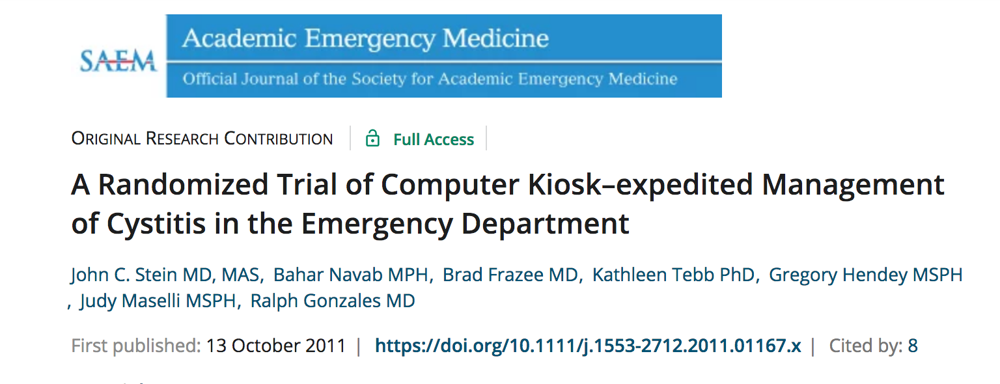 SAEM
Academic Emergency Medicine
Official Journal of the Society for Academic Emergency Medicine
ORIGINAL RESEARCH CONTRIBUTION | Full Access |
A Randomized Trial of Computer Kiosk–expedited Management
of Cystitis in the Emergency Department
John C. Stein MD, MAS, Bahar Navab MPH, Brad Frazee MD, Kathleen Tebb PhD, Gregory Hendey MSPH
, Judy Maselli MSPH, Ralph Gonzales MD
First published: 13 October 2011 | https://doi.org/10.1111/j.1553-2712.2011.01167.x | Cited by: 8